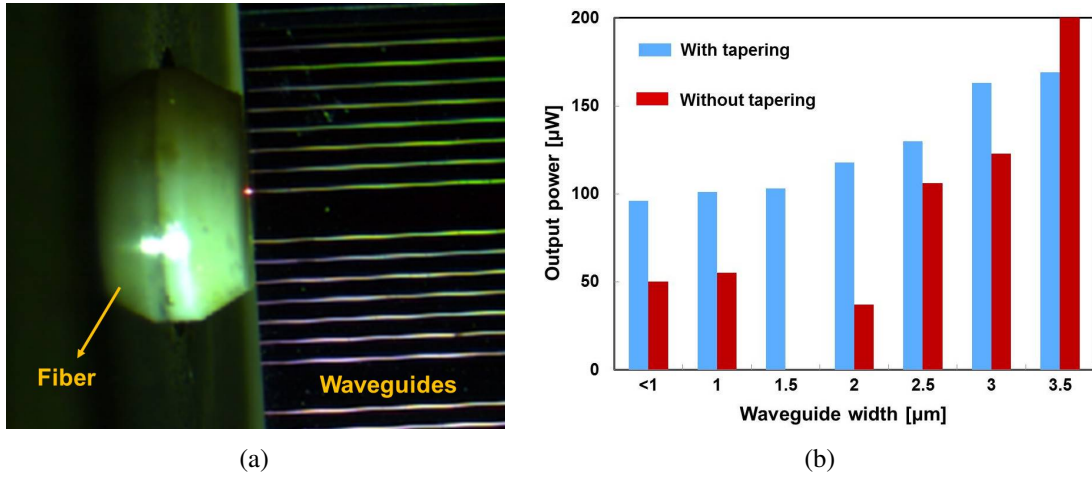 Fiber
Waveguides
(a)
Output power [µW]
200
150
100
50
0
With tapering
Without tapering
<1 1 1.5 2 2.5 3 3.5
Waveguide width [µm]
(b)